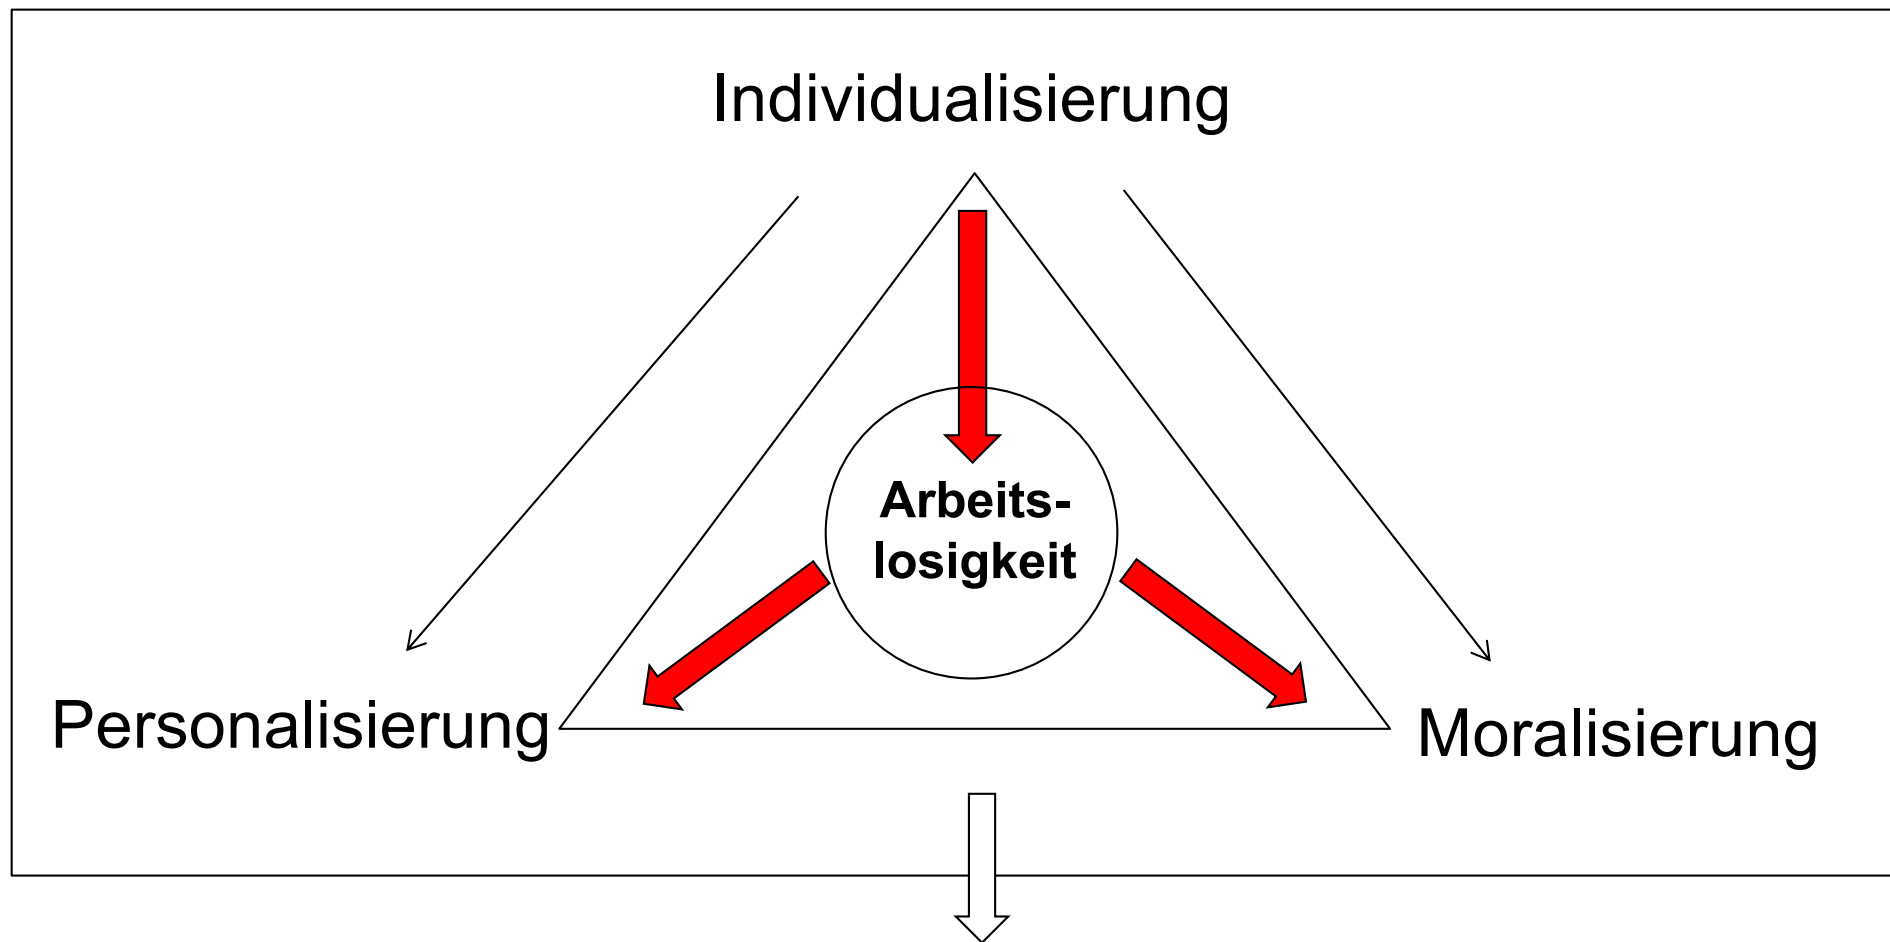 Individualisierung
Arbeits-
losigkeit
Personalisierung
Moralisierung